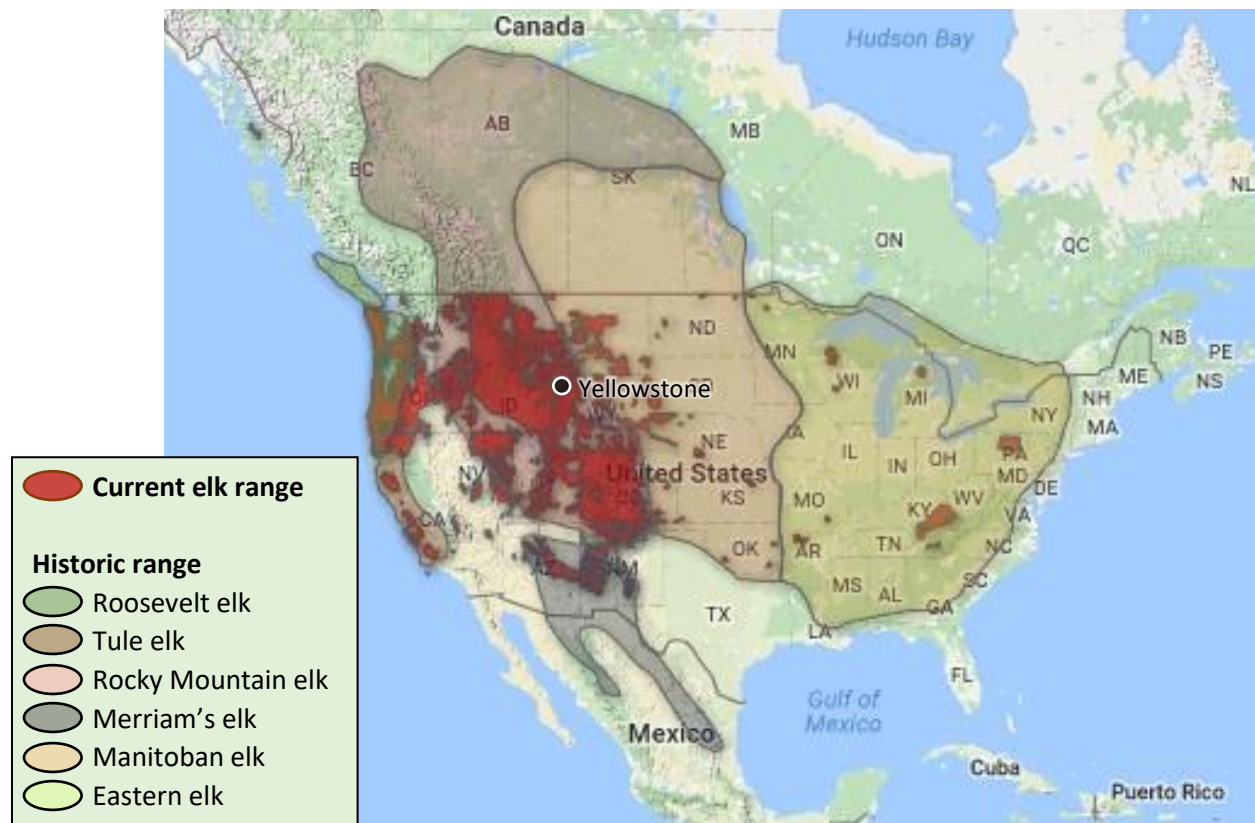 Canada
Hudson Bay
AB
MB
BC
SK
NL
ON
QC
ND
NB
PE
MN
ME
NS
WI
Yellowstone
MI
NH
NY
ID
MA
NE
IL
IN
OH
PA
United States
MD
NV
DE
Current elk range
KS
MO
WV
KY
VA
CA
OK
AR
TN
NC
Historic range
AZ
NM
MS
AL
SC
GA
Roosevelt elk
TX
LA
Tule elk
FL
Rocky Mountain elk
Gulf of
Mexico
Merriam's elk
Mexico
Manitoban elk
Cuba
Eastern elk
Puerto Rico